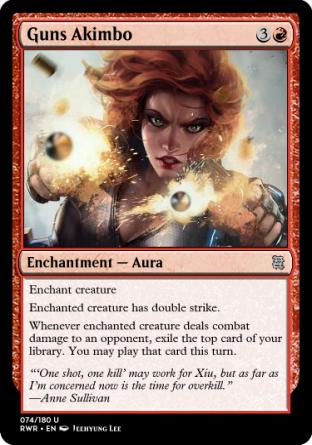 Guns Akimbo 3
Enchantment — Aura
Enchant creature
Enchanted creature has double strike.
Whenever enchanted creature deals combat
damage to an opponent, exile the top card of your
library. You may play that card this turn.
“‘One shot, one kill’ may work for Xiu, but as far as
I’m concerned now is the time for overkill.”
—Anne Sullivan
074/180 U
RWR • EN Jeehyung Lee